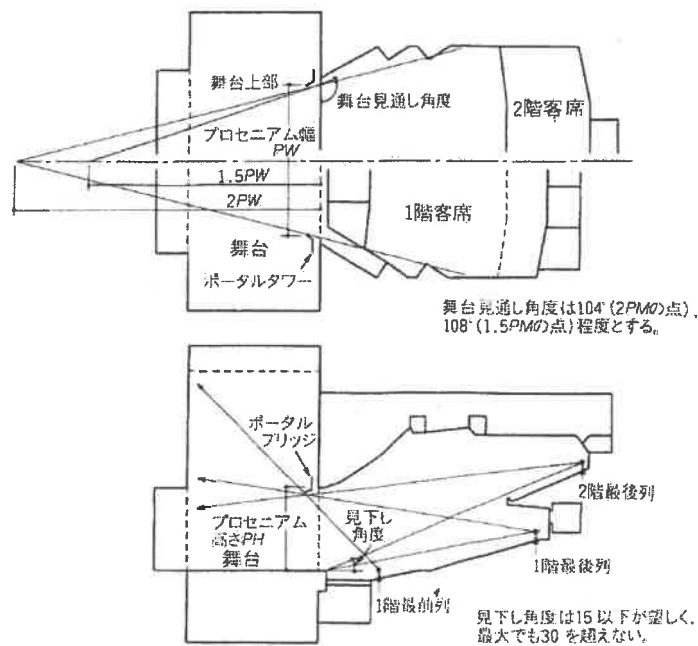 舞台上部
舞台見通し角度
2階客席
プロセニアム幅
PW
1.5PW
2PW
1階客席
舞台
ポータルタワー
舞台見通し角度は104°(2PMの点)、
108°(1.5PMの点)程度とする。
ポータル
ブリッジ
2階最後列
プロセニアム
高さPH
見下し
角度
舞台
1階最後列
1階最前列
見下し角度は15 以下が望しく、
最大でも30 を超えない。